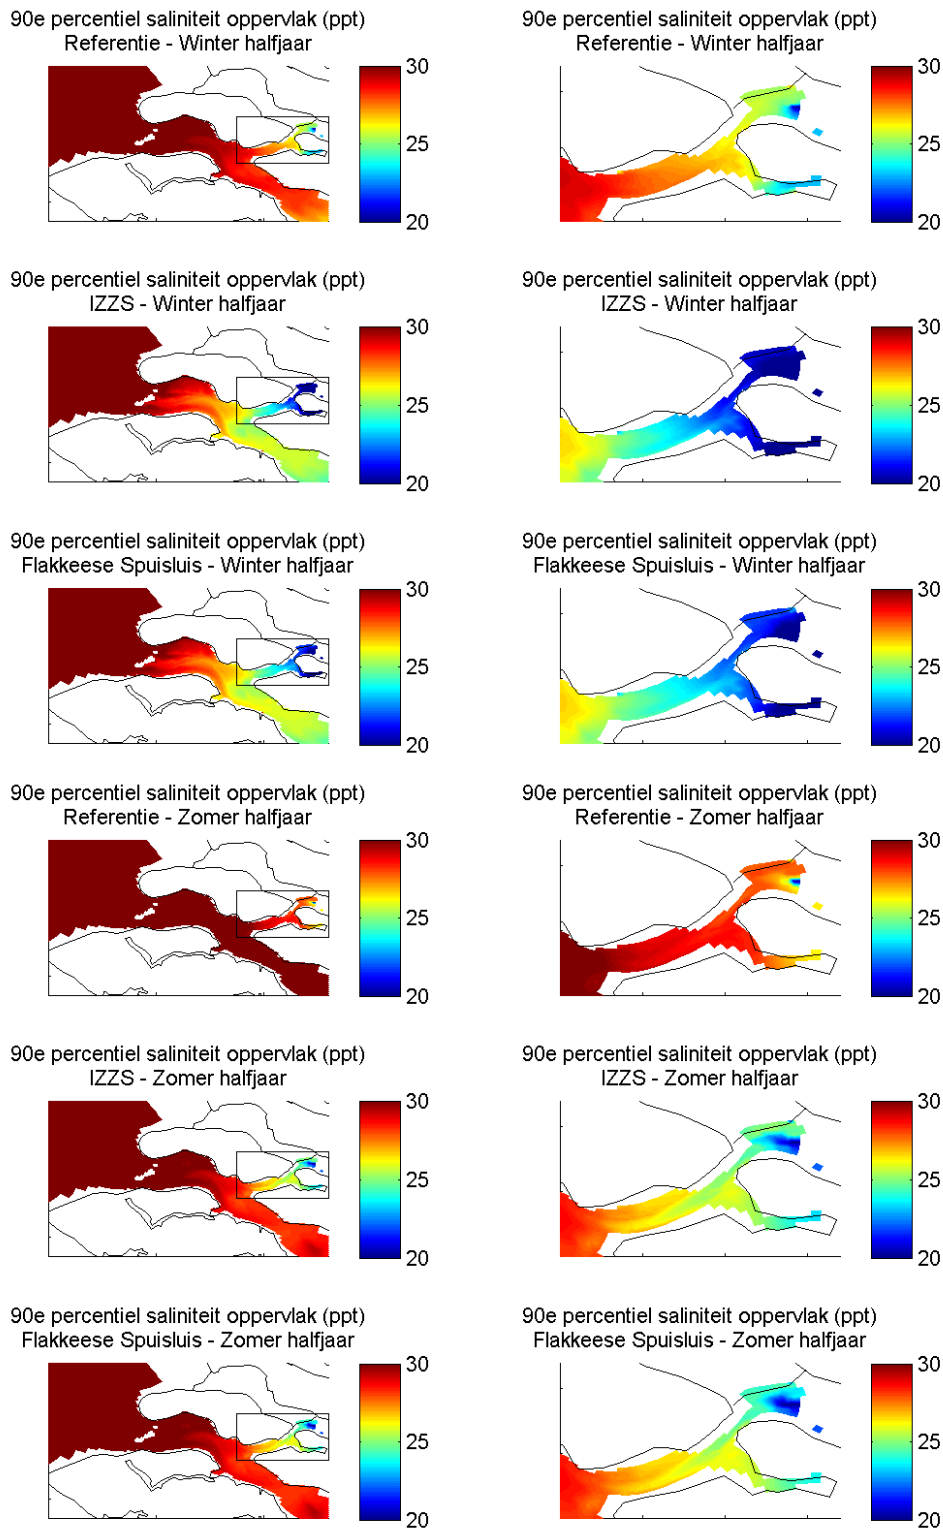 90e percentiel saliniteit oppervlak (ppt)
Referentie - Winter halfjaar
30
25
20
90e percentiel saliniteit oppervlak (ppt)
Referentie - Winter halfjaar
30
25
20
90e percentiel saliniteit oppervlak (ppt)
IZZS - Winter halfjaar
30
25
20
90e percentiel saliniteit oppervlak (ppt)
IZZS - Winter halfjaar
30
25
20
90e percentiel saliniteit oppervlak (ppt)
Flakkeese Spuisluis - Winter halfjaar
30
25
20
90e percentiel saliniteit oppervlak (ppt)
Flakkeese Spuisluis - Winter halfjaar
30
25
20
90e percentiel saliniteit oppervlak (ppt)
Referentie - Zomer halfjaar
30
25
20
90e percentiel saliniteit oppervlak (ppt)
Referentie - Zomer halfjaar
30
25
20
90e percentiel saliniteit oppervlak (ppt)
IZZS - Zomer halfjaar
30
25
20
90e percentiel saliniteit oppervlak (ppt)
IZZS - Zomer halfjaar
30
25
20
90e percentiel saliniteit oppervlak (ppt)
Flakkeese Spuisluis - Zomer halfjaar
30
25
20
90e percentiel saliniteit oppervlak (ppt)
Flakkeese Spuisluis - Zomer halfjaar
30
25
20